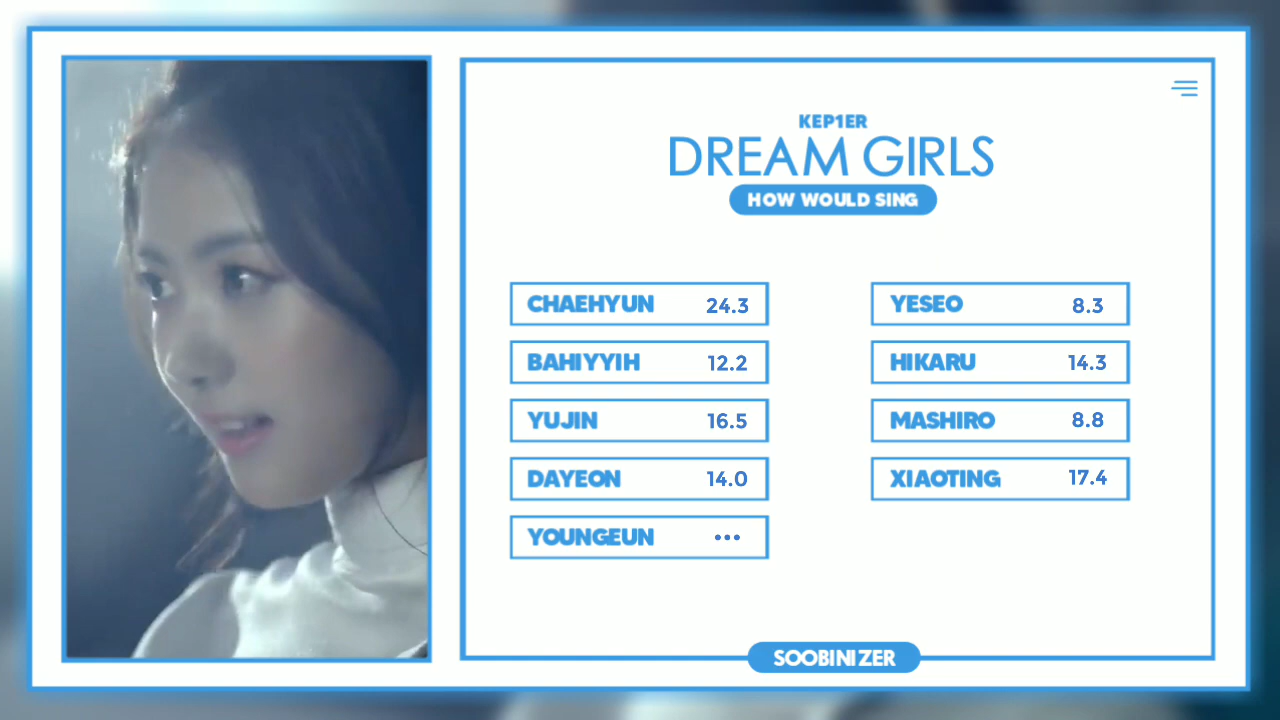 KEP1ER
DREAM GIRLS
HOW WOULD SING
CHAEHYUN 24.3
YESEO 8.3
BAHIYYIH 12.2
HIKARU 14.3
YUJIN 16.5
MASHIRO 8.8
DAYEON 14.0
XIAOTING 17.4
YOUNGEUN •••
SOOBINIZER